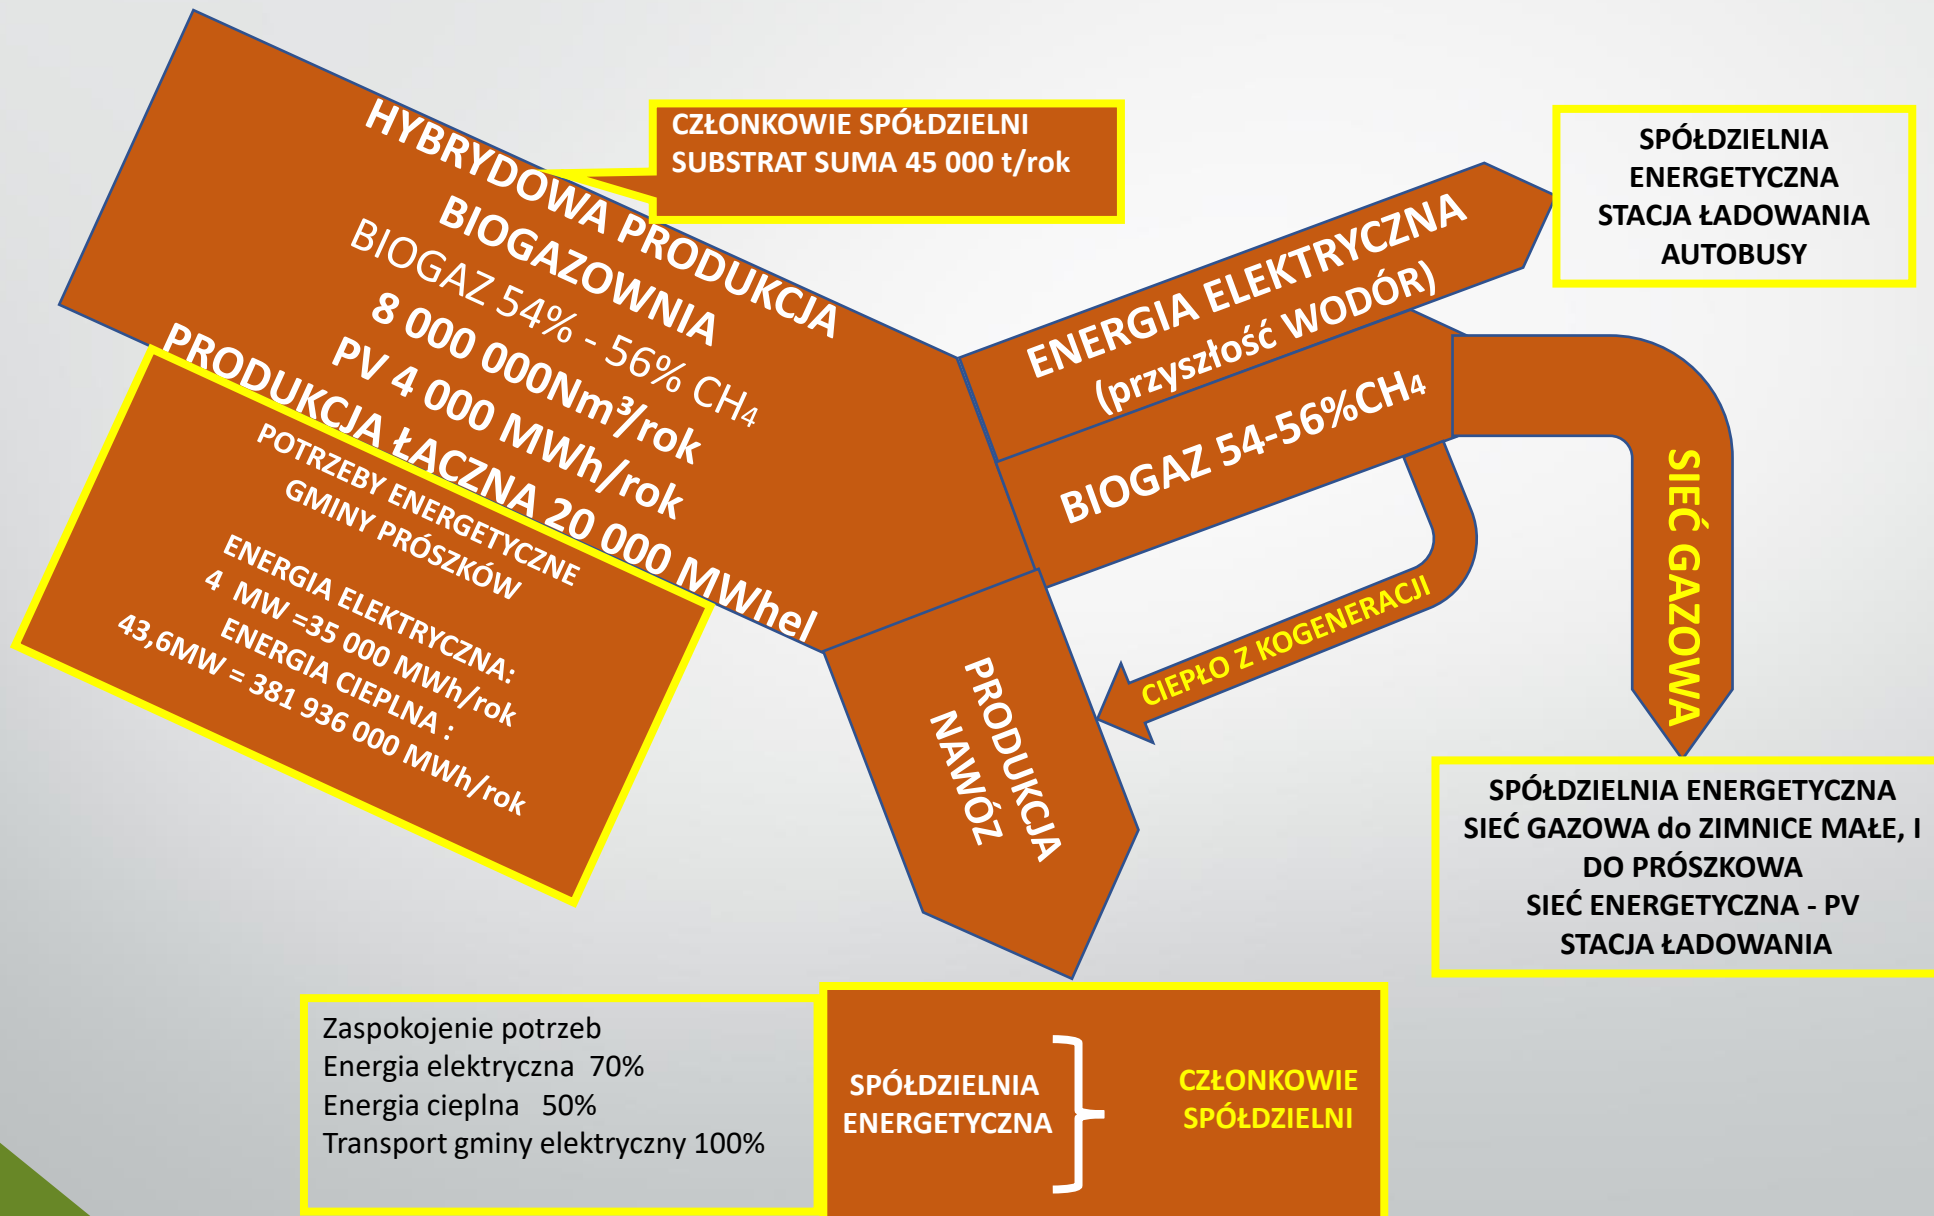 HYBRYDOWA PRODUKCJA
BIOGAZOWNIA
BIOGAZ 54% - 56% CH₄
8 000 000Nm³/rok
PV 4 000 MWh/rok
PRODUKCJA ŁACZNA 20 000 MWhel
CZŁONKOWIE SPÓŁDZIELNI
SUBSTRAT SUMA 45 000 t/rok
POTRZEBY ENERGETYCZNE
GMINY PRÓSZKÓW
ENERGIA ELEKTRYCZNA:
4 MW =35 000 MWh/rok
ENERGIA CIEPLNA :
43,6MW = 381 936 000 MWh/rok
ENERGIA ELEKTRYCZNA
(przyszłość WODÓR)
BIOGAZ 54-56%CH₄
SPÓŁDZIELNIA
ENERGETYCZNA
STACJA ŁADOWANIA
AUTOBUSY
SIEĆ GAZOWA
CIEPŁO Z KOGENERACJI
PRODUKCJA
NAWÓZ
SPÓŁDZIELNIA ENERGETYCZNA
SIEĆ GAZOWA do ZIMNICE MAŁE, I
DO PRÓSZKOWA
SIEĆ ENERGETYCZNA - PV
STACJA ŁADOWANIA
Zaspokojenie potrzeb
Energia elektryczna 70%
Energia cieplna 50%
Transport gminy elektryczny 100%
SPÓŁDZIELNIA
ENERGETYCZNA
CZŁONKOWIE
SPÓŁDZIELNI